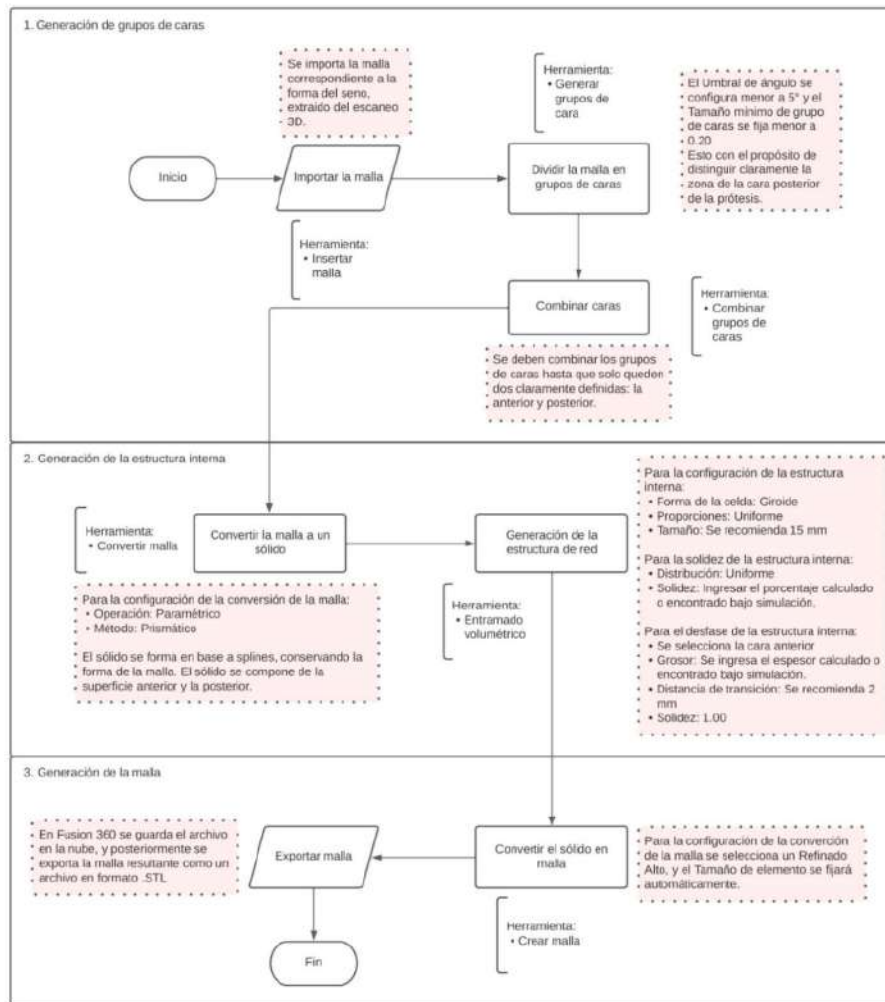 1. Generación de grupos de caras
Se importa la malla
correspondiente a la
forma del seno,
extraido del escaneo
3D.
Herramienta:
• Generar
grupos de
cara
El Umbral de ángulo se
configura menor a 5° y el
Tamaño mínimo de grupo
de caras se fija menor a
0.20
Esto con el propósito de
distinguir claramente la
zona de la cara posterior
de la prótesis.
Inicio
Importar la malla
Dividir la malla en
grupos de caras
Herramienta:
• Insertar
malla
Combinar caras
Herramienta:
• Combinar
grupos de
caras
Se deben combinar los grupos
de caras hasta que solo queden
dos claramente definidas: la
anterior y posterior.
2. Generación de la estructura interna
Herramienta:
• Convertir malla
Convertir la malla a un
sólido
Generación de la
estructura de red
Para la configuración de la estructura
interna:
• Forma de la celda: Giroide
• Proporciones: Uniforme
• Tamaño: Se recomienda 15 mm
Para la solidez de la estructura interna:
• Distribución: Uniforme
• Solidez: Ingresar el porcentaje calculado
o encontrado bajo simulación.
Para el desfase de la estructura interna:
• Se selecciona la cara anterior
• Grosor: Se ingresa el espesor calculado o
encontrado bajo simulación.
• Distancia de transición: Se recomienda 2
mm
• Solidez: 1.00
Para la configuración de la conversión de la malla:
• Operación: Paramétrico
• Método: Prismático
El sólido se forma en base a splines, conservando la
forma de la malla. El sólido se compone de la
superficie anterior y la posterior.
Herramienta:
• Entramado
volumétrico
3. Generación de la malla
En Fusion 360 se guarda el archivo
en la nube, y posteriormente se
exporta la malla resultante como un
archivo en formato .STL
Exportar malla
Convertir el sólido en
malla
Para la configuración de la converción
de la malla se selecciona un Refinado
Alto, y el Tamaño de elemento se fijará
automáticamente.
Herramienta:
• Crear malla
Fin